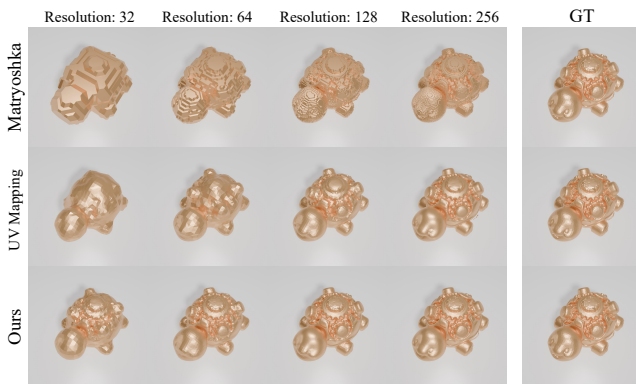 Resolution: 32 Resolution: 64 Resolution: 128 Resolution: 256 GT
Matryoshka
UV Mapping
Ours